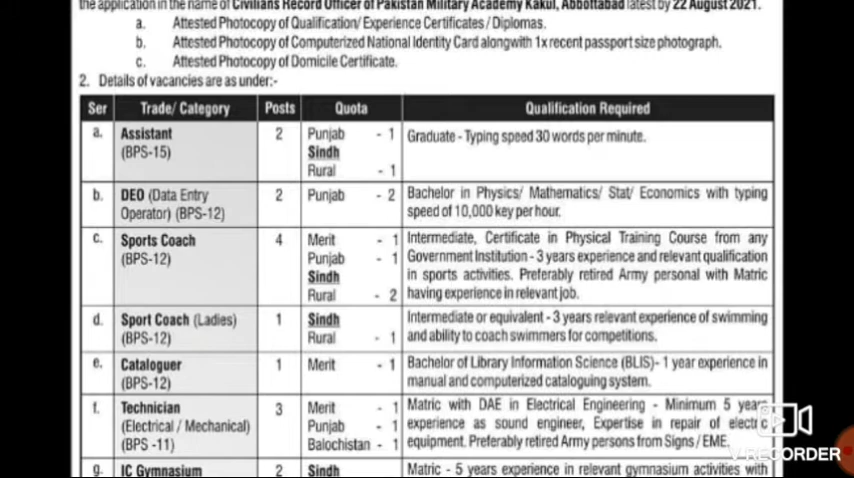 the application in the name of Civilians Record Officer of Pakistan Military Academy Kakul, Abbottabad latest by 22 August 2021.
a. Attested Photocopy of Qualification/ Experience Certificates / Diplomas.
b. Attested Photocopy of Computerized National Identity Card alongwith 1x recent passport size photograph.
c. Attested Photocopy of Domicile Certificate.
2. Details of vacancies are as under:-
Ser Trade/ Category Posts Quota Qualification Required
a. Assistant 2 Punjab - 1 Graduate - Typing speed 30 words per minute.
(BPS-15) Sindh
Rural - 1
b. DEO (Data Entry 2 Punjab - 2 Bachelor in Physics/ Mathematics/ Stat/ Economics with typing
Operator) (BPS-12) speed of 10,000 key per hour.
c. Sports Coach 4 Merit - 1 Intermediate, Certificate in Physical Training Course from any
(BPS-12) Punjab - 1 Government Institution - 3 years experience and relevant qualification
Sindh in sports activities. Preferably retired Army personal with Matric
Rural - 2 having experience in relevant job.
d. Sport Coach (Ladies) 1 Sindh Intermediate or equivalent - 3 years relevant experience of swimming
(BPS-12) Rural - 1 and ability to coach swimmers for competitions.
e. Cataloguer 1 Merit - 1 Bachelor of Library Information Science (BLIS)- 1 year experience in
(BPS-12) manual and computerized cataloguing system.
f. Technician 3 Merit - 1 Matric with DAE in Electrical Engineering - Minimum 5 years
(Electrical / Mechanical) Punjab - 1 experience as sound engineer, Expertise in repair of electric
(BPS -11) Balochistan - 1 equipment. Preferably retired Army persons from Signs / EME.
g. IC Gymnasium 2 Sindh Matric - 5 years experience in relevant gymnasium activities with
V RECORDER